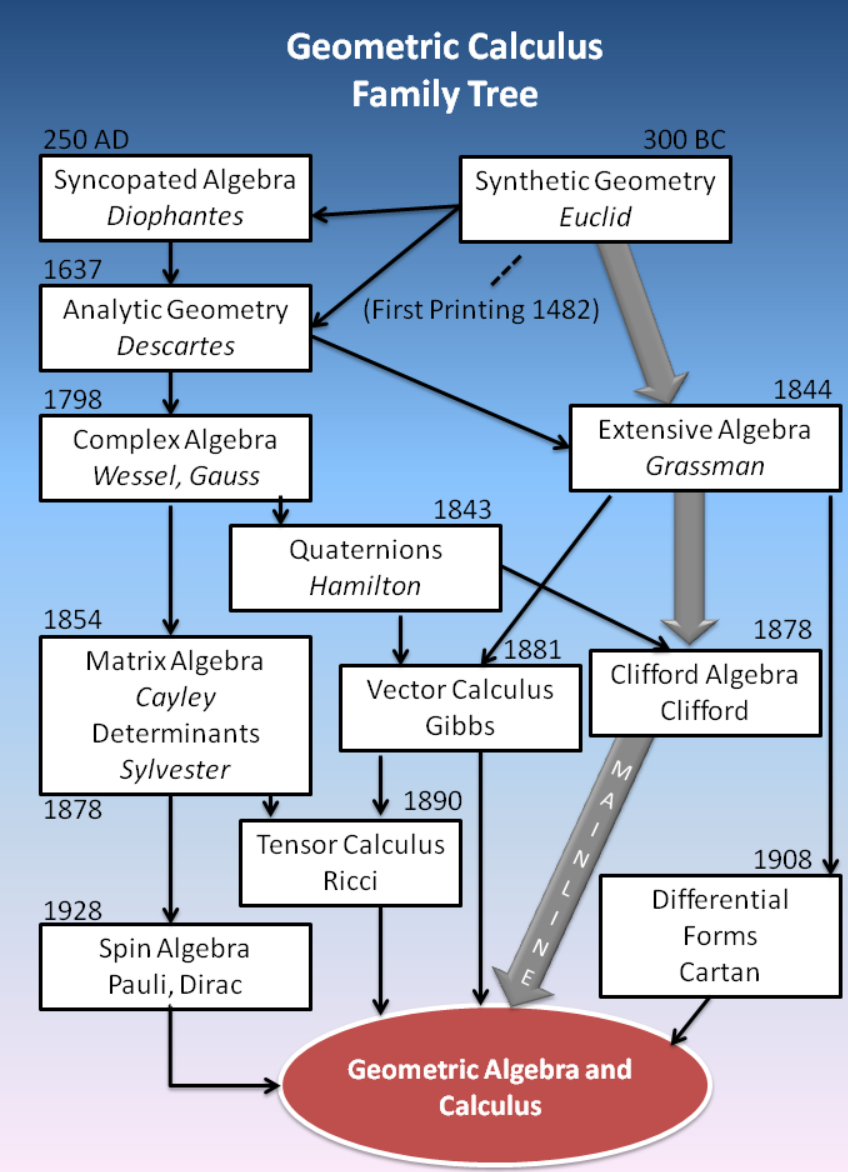 Geometric Calculus
Family Tree
250 AD
300 BC
Syncopated Algebra
Diophantes
Synthetic Geometry
Euclid
1637
(First Printing 1482)
Analytic Geometry
Descartes
1798
1844
Complex Algebra
Wessel, Gauss
Extensive Algebra
Grassman
1843
Quaternions
Hamilton
1854
1878
Matrix Algebra
Cayley
Determinants
Sylvester
1878
1881
Vector Calculus
Gibbs
Clifford Algebra
Clifford
MAINLINE
1890
Tensor Calculus
Ricci
1908
Differential
Forms
Cartan
1928
Spin Algebra
Pauli, Dirac
Geometric Algebra and
Calculus